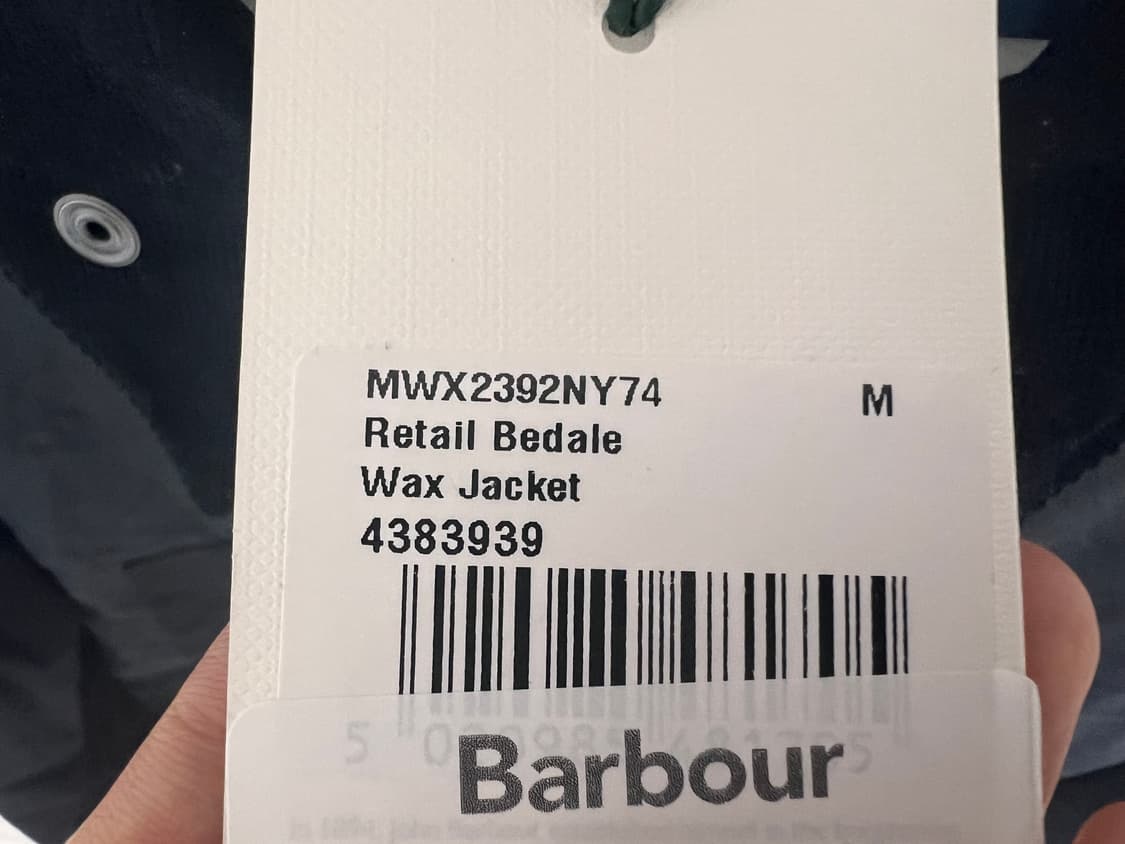 MWX2392NY74 M
Retail Bedale
Wax Jacket
4383939
Barbour